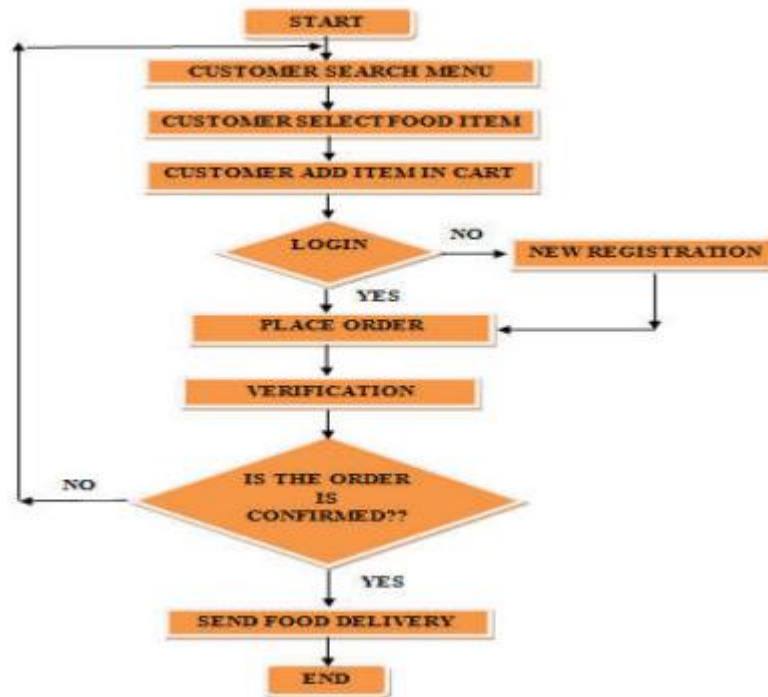 START
CUSTOMER SEARCH MENU
CUSTOMER SELECT FOOD ITEM
CUSTOMER ADD ITEM IN CART
LOGIN
NO
NEW REGISTRATION
YES
PLACE ORDER
VERIFICATION
IS THE ORDER
IS
CONFIRMED??
NO
YES
SEND FOOD DELIVERY
END